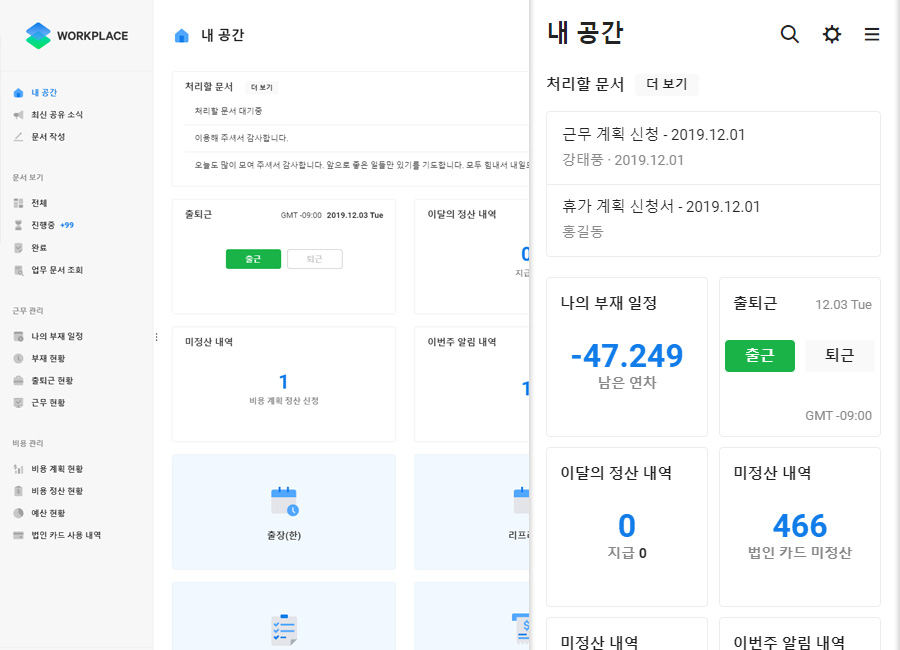 WORKPLACE
내 공간
최신 공유 소식
문서 작성
문서 보기
전체
진행중 +99
완료
업무 문서 조회
근무 관리
나의 부재 일정
부재 현황
출퇴근 현황
근무 현황
비용 관리
비용 계획 현황
비용 정산 현황
예산 현황
법인 카드 사용 내역
내 공간
처리할 문서 더 보기
처리할 문서 대기중
이용해 주셔서 감사합니다.
오늘도 많이 모여 주셔서 감사합니다. 앞으로 좋은 일들만 있기를 기도합니다. 모두 힘내서 내일도
출퇴근 GMT -09:00 2019.12.03 Tue
출근 퇴근
이달의 정산 내역
0
지급
미정산 내역
1
비용 계획 정산 신청
이번주 알림 내역
1
출장(한)
리프레
내 공간
처리할 문서 더 보기
근무 계획 신청 - 2019.12.01
강태풍 · 2019.12.01
휴가 계획 신청서 - 2019.12.01
홍길동
나의 부재 일정
-47.249
남은 연차
출퇴근 12.03 Tue
출근 퇴근
GMT -09:00
이달의 정산 내역
0
지급 0
미정산 내역
466
법인 카드 미정산
미정산 내역
이번주 알림 내역